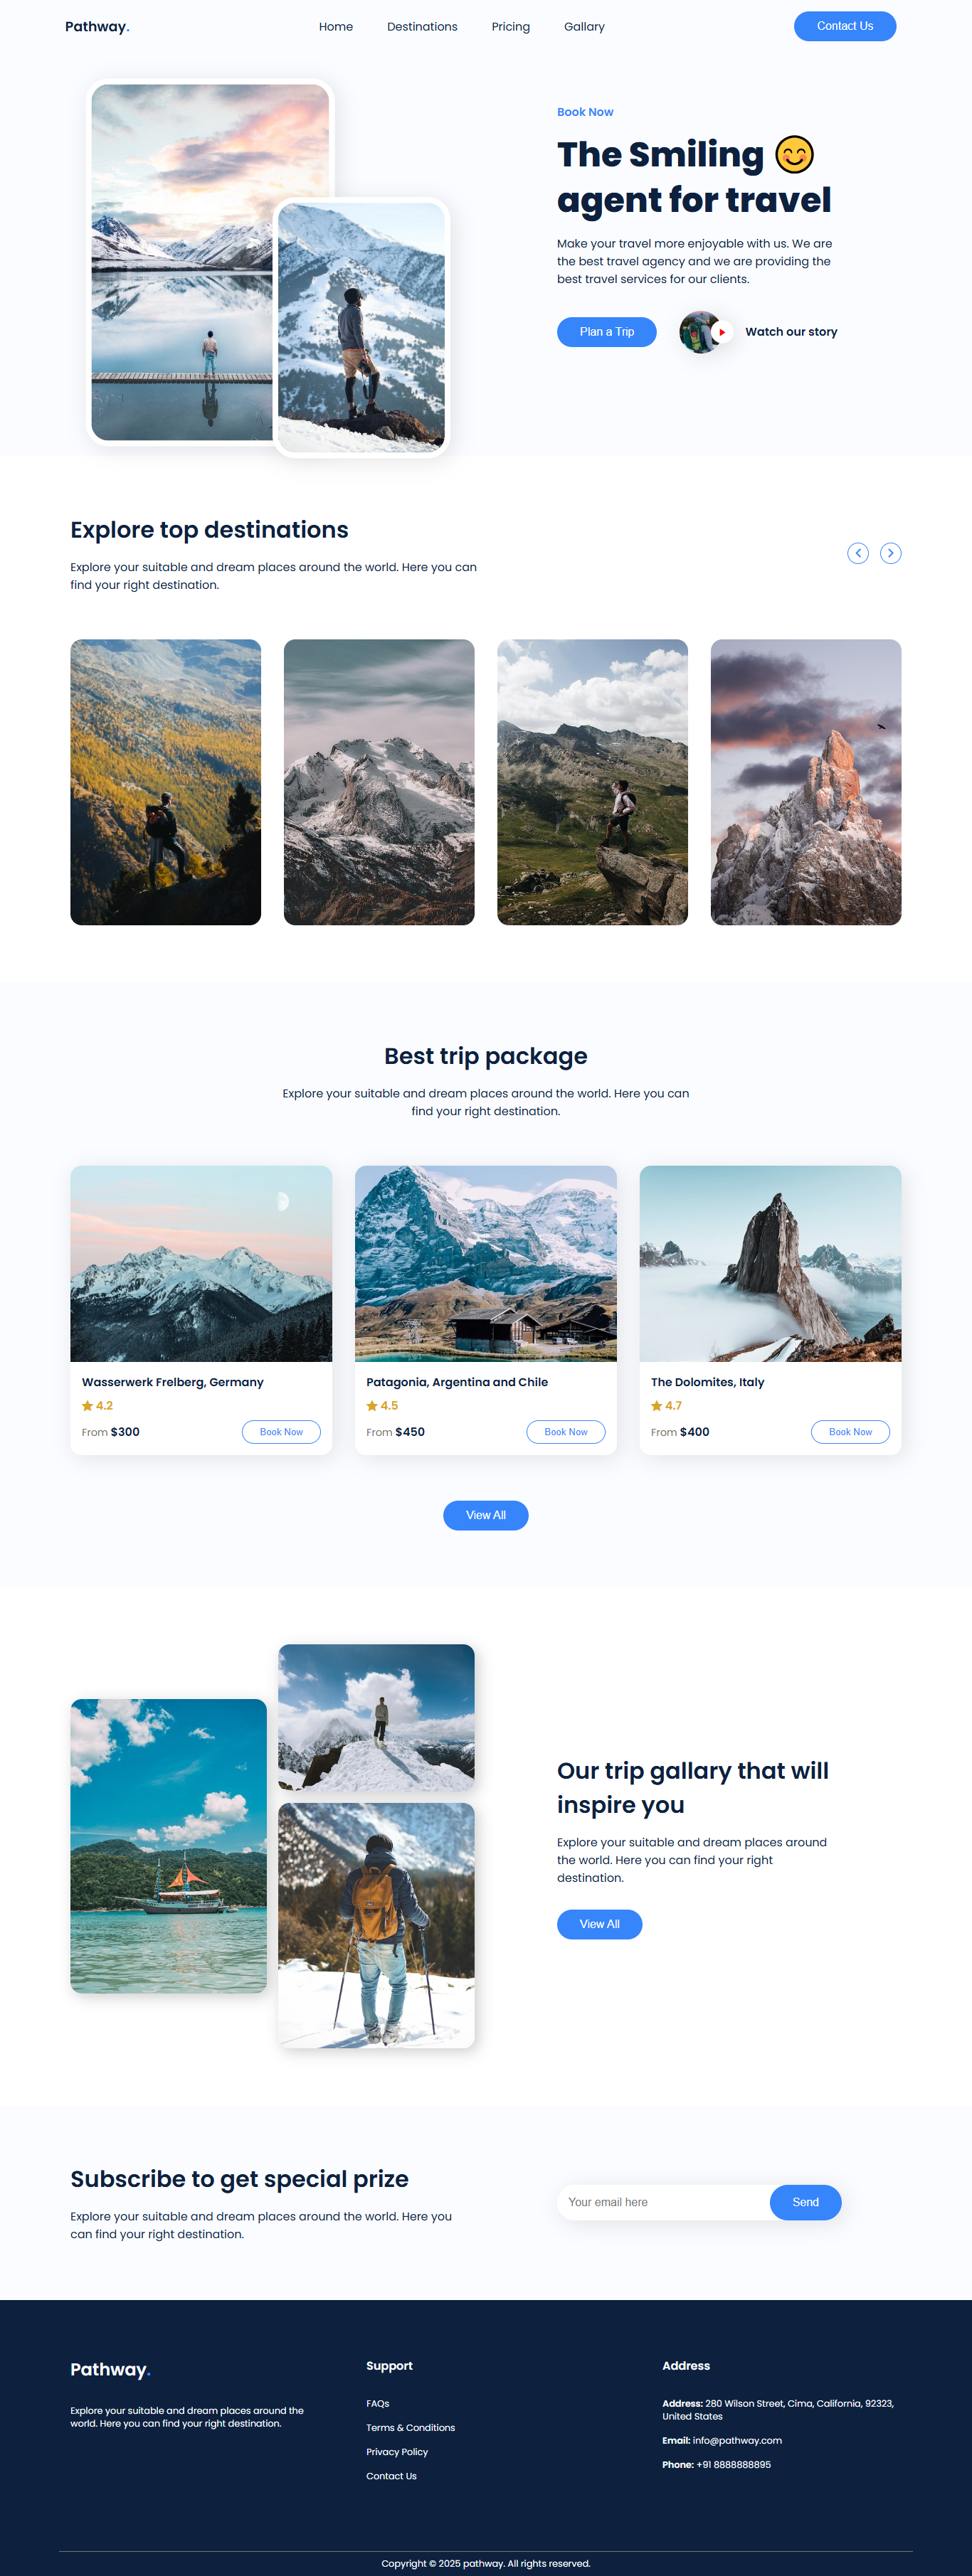 Pathway.
Home
Destinations
Pricing
Gallary
Contact Us
Book Now
The Smiling 😊
agent for travel
Make your travel more enjoyable with us. We are
the best travel agency and we are providing the
best travel services for our clients.
Plan a Trip
Watch our story
Explore top destinations
Explore your suitable and dream places around the world. Here you can
find your right destination.
Best trip package
Explore your suitable and dream places around the world. Here you can
find your right destination.
Wasserwerk Frelberg, Germany
4.2
From $300
Book Now
Patagonia, Argentina and Chile
4.5
From $450
Book Now
The Dolomites, Italy
4.7
From $400
Book Now
View All
Our trip gallary that will
inspire you
Explore your suitable and dream places around
the world. Here you can find your right
destination.
View All
Subscribe to get special prize
Explore your suitable and dream places around the world. Here you
can find your right destination.
Your email here
Send
Pathway.
Explore your suitable and dream places around the
world. Here you can find your right destination.
Support
FAQs
Terms & Conditions
Privacy Policy
Contact Us
Address
Address: 280 Wilson Street, Cima, California, 92323,
United States
Email: info@pathway.com
Phone: +91 8888888895
Copyright © 2025 pathway. All rights reserved.